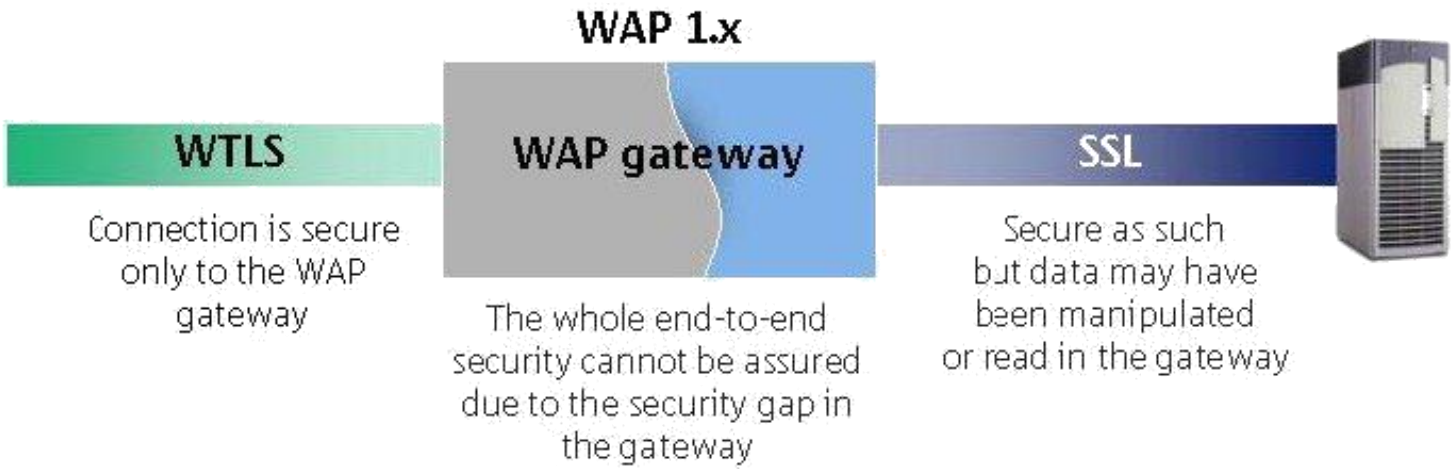 WAP 1.x
WTLS
WAP gateway
SSL
Connection is secure
only to the WAP
gateway
The whole end-to-end
security cannot be assured
due to the security gap in
the gateway
Secure as such
but data may have
been manipulated
or read in the gateway